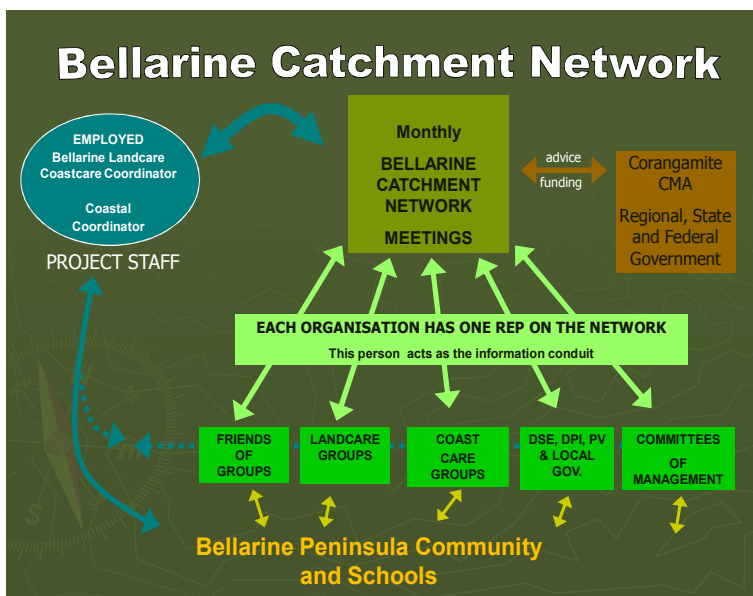 Bellarine Catchment Network
EMPLOYED
Bellarine Landcare
Coastcare Coordinator
Coastal
Coordinator
PROJECT STAFF
Monthly
BELLARINE
CATCHMENT
NETWORK
MEETINGS
advice
funding
Corangamite
CMA
Regional, State
and Federal
Government
EACH ORGANISATION HAS ONE REP ON THE NETWORK
This person acts as the information conduit
FRIENDS
OF
GROUPS
LANDCARE
GROUPS
COAST
CARE
GROUPS
DSE, DPI, PV
& LOCAL
GOV.
COMMITTEES
OF
MANAGEMENT
Bellarine Peninsula Community
and Schools
S